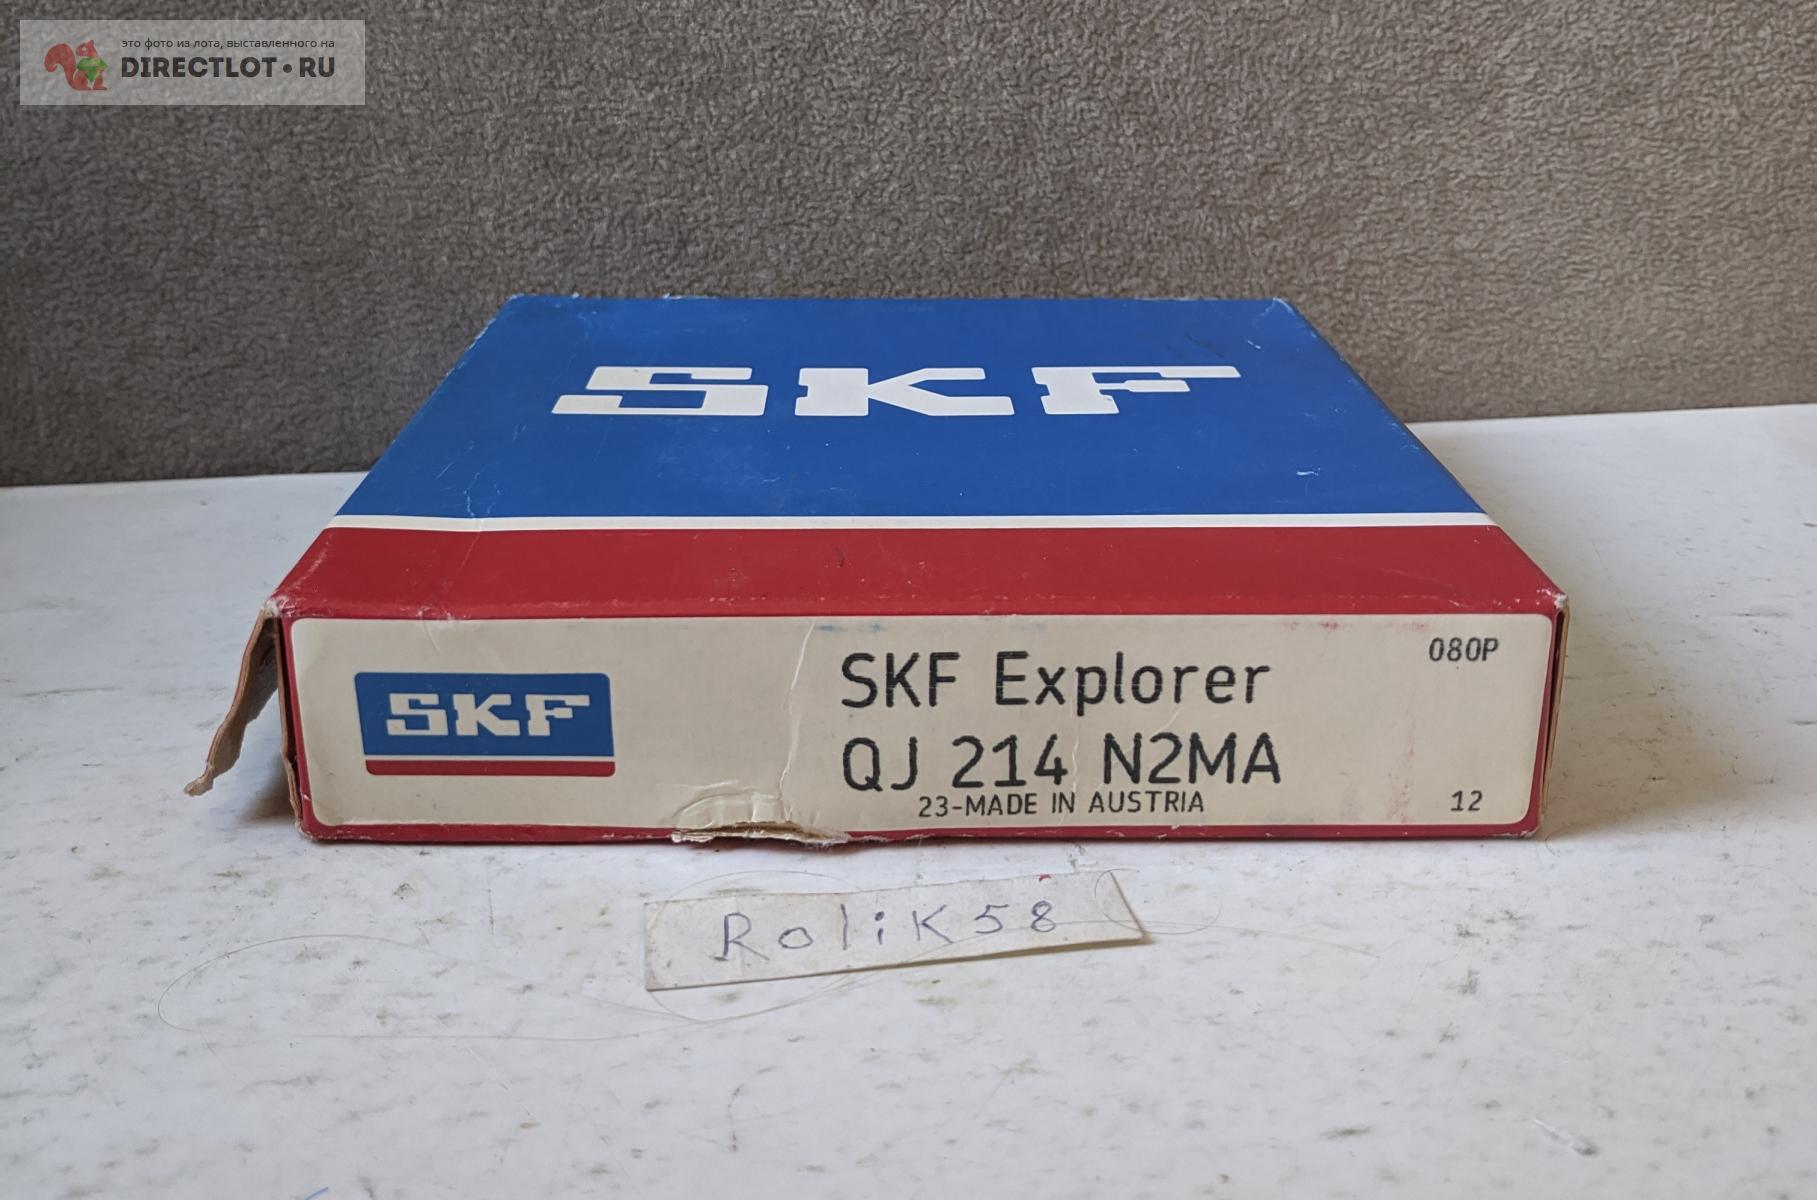 это фото из лота, выставленного на
DIRECTLOT•RU
SKF
SKF
SKF Explorer
080P
QJ 214 N2MA
23-MADE IN AUSTRIA
12
RoliK58